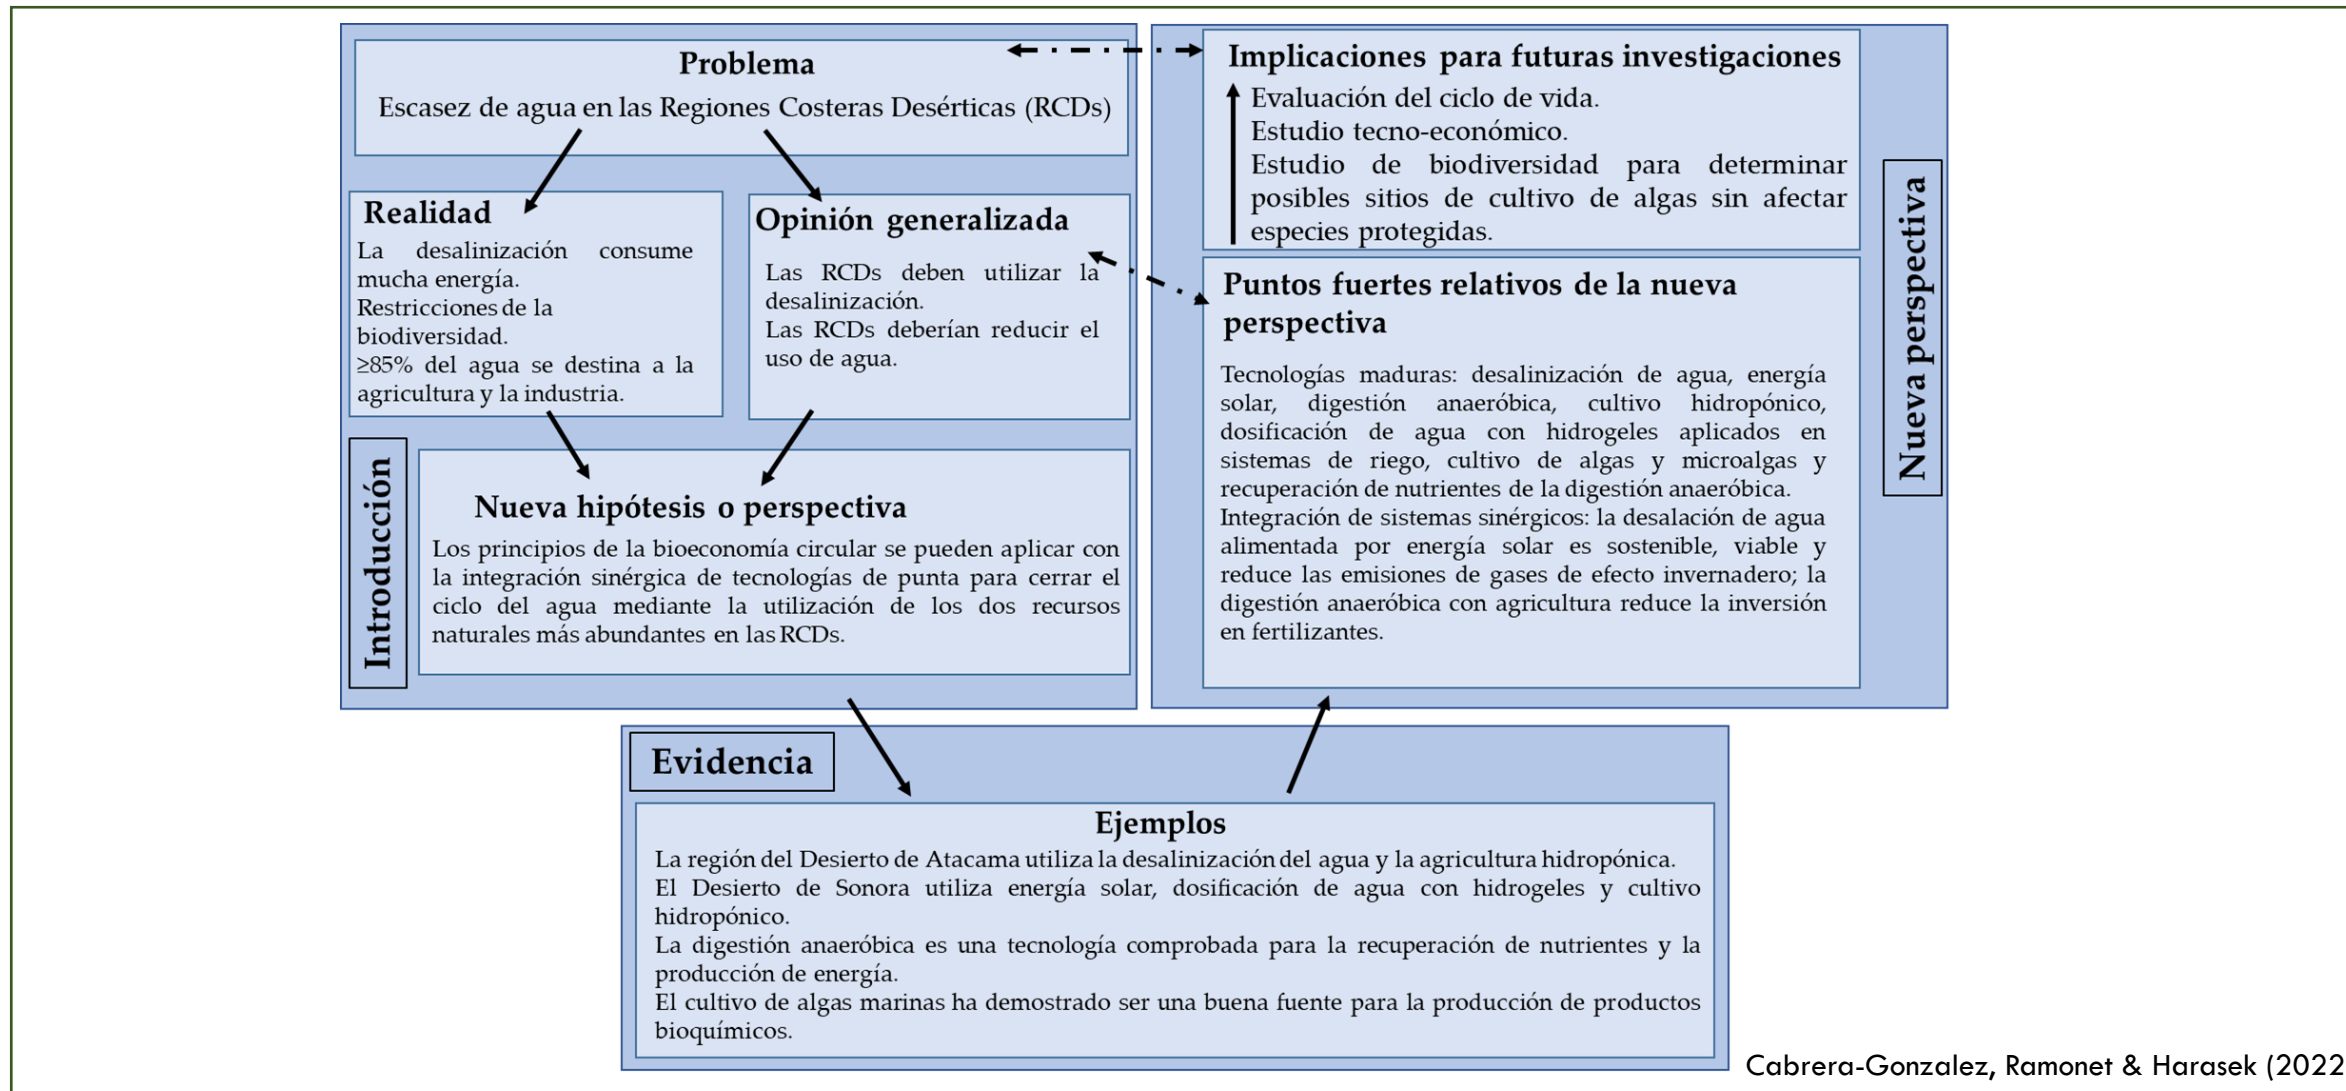 Problema
Escasez de agua en las Regiones Costeras Desérticas (RCDs)
Realidad
La desalinización consume
mucha energía.
Restricciones de la
biodiversidad.
≥85% del agua se destina a la
agricultura y la industria.
Opinión generalizada
Las RCDs deben utilizar la
desalinización.
Las RCDs deberían reducir el
uso de agua.
Introducción
Nueva hipótesis o perspectiva
Los principios de la bioeconomía circular se pueden aplicar con
la integración sinérgica de tecnologías de punta para cerrar el
ciclo del agua mediante la utilización de los dos recursos
naturales más abundantes en las RCDs.
Evidencia
Ejemplos
La región del Desierto de Atacama utiliza la desalinización del agua y la agricultura hidropónica.
El Desierto de Sonora utiliza energía solar, dosificación de agua con hidrogeles y cultivo
hidropónico.
La digestión anaeróbica es una tecnología comprobada para la recuperación de nutrientes y la
producción de energía.
El cultivo de algas marinas ha demostrado ser una buena fuente para la producción de productos
bioquímicos.
Implicaciones para futuras investigaciones
Evaluación del ciclo de vida.
Estudio tecno-económico.
Estudio de biodiversidad para determinar
posibles sitios de cultivo de algas sin afectar
especies protegidas.
Puntos fuertes relativos de la nueva
perspectiva
Tecnologías maduras: desalinización de agua, energía
solar, digestión anaeróbica, cultivo hidropónico,
dosificación de agua con hidrogeles aplicados en
sistemas de riego, cultivo de algas y microalgas y
recuperación de nutrientes de la digestión anaeróbica.
Integración de sistemas sinérgicos: la desalación de agua
alimentada por energía solar es sostenible, viable y
reduce las emisiones de gases de efecto invernadero; la
digestión anaeróbica con agricultura reduce la inversión
en fertilizantes.
Nueva perspectiva
Cabrera-Gonzalez, Ramonet & Harasek (2022